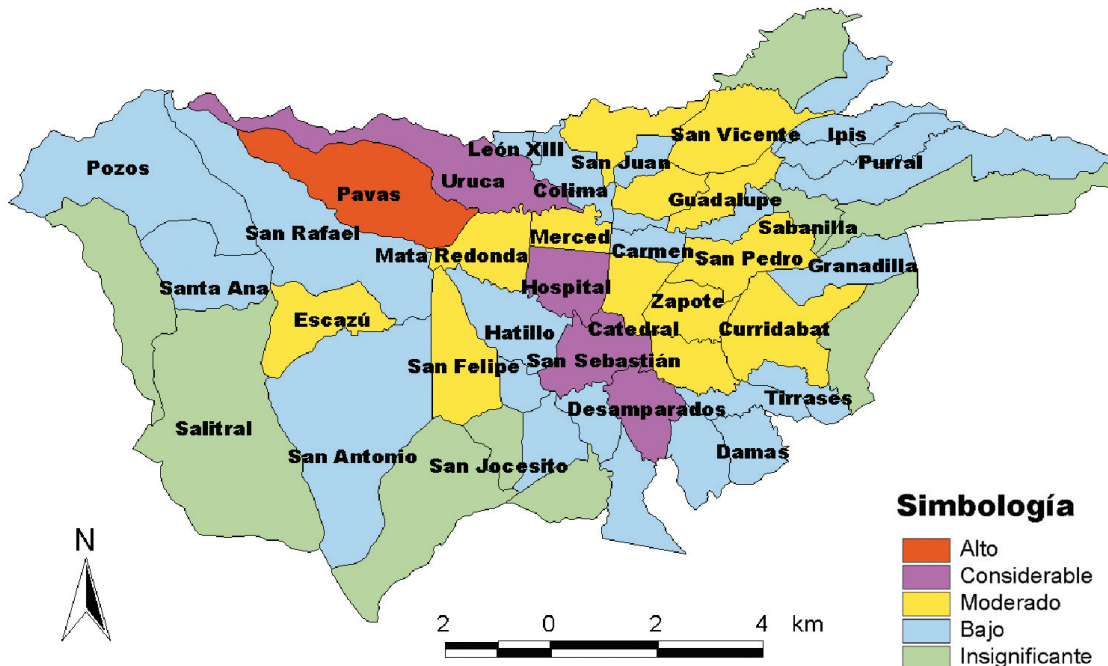 San Vicente
Ipis
León XIII
San Juan
Purral
Pozos
Uruca
Colima
Pavas
Guadalupe
Sabanilla
San Rafael
Merced
Carmen
Mata Redonda
San Pedro
Granadilla
Santa Ana
Hospital
Zapote
Escazú
Hatillo
Catedral
Curridabat
San Felipe
San Sebastián
Tirrases
Desamparados
Salitral
San Antonio
San Jocesito
Damas
Simbología
Alto
Considerable
Moderado
Bajo
Insignificante
N
2 0 2 4 km